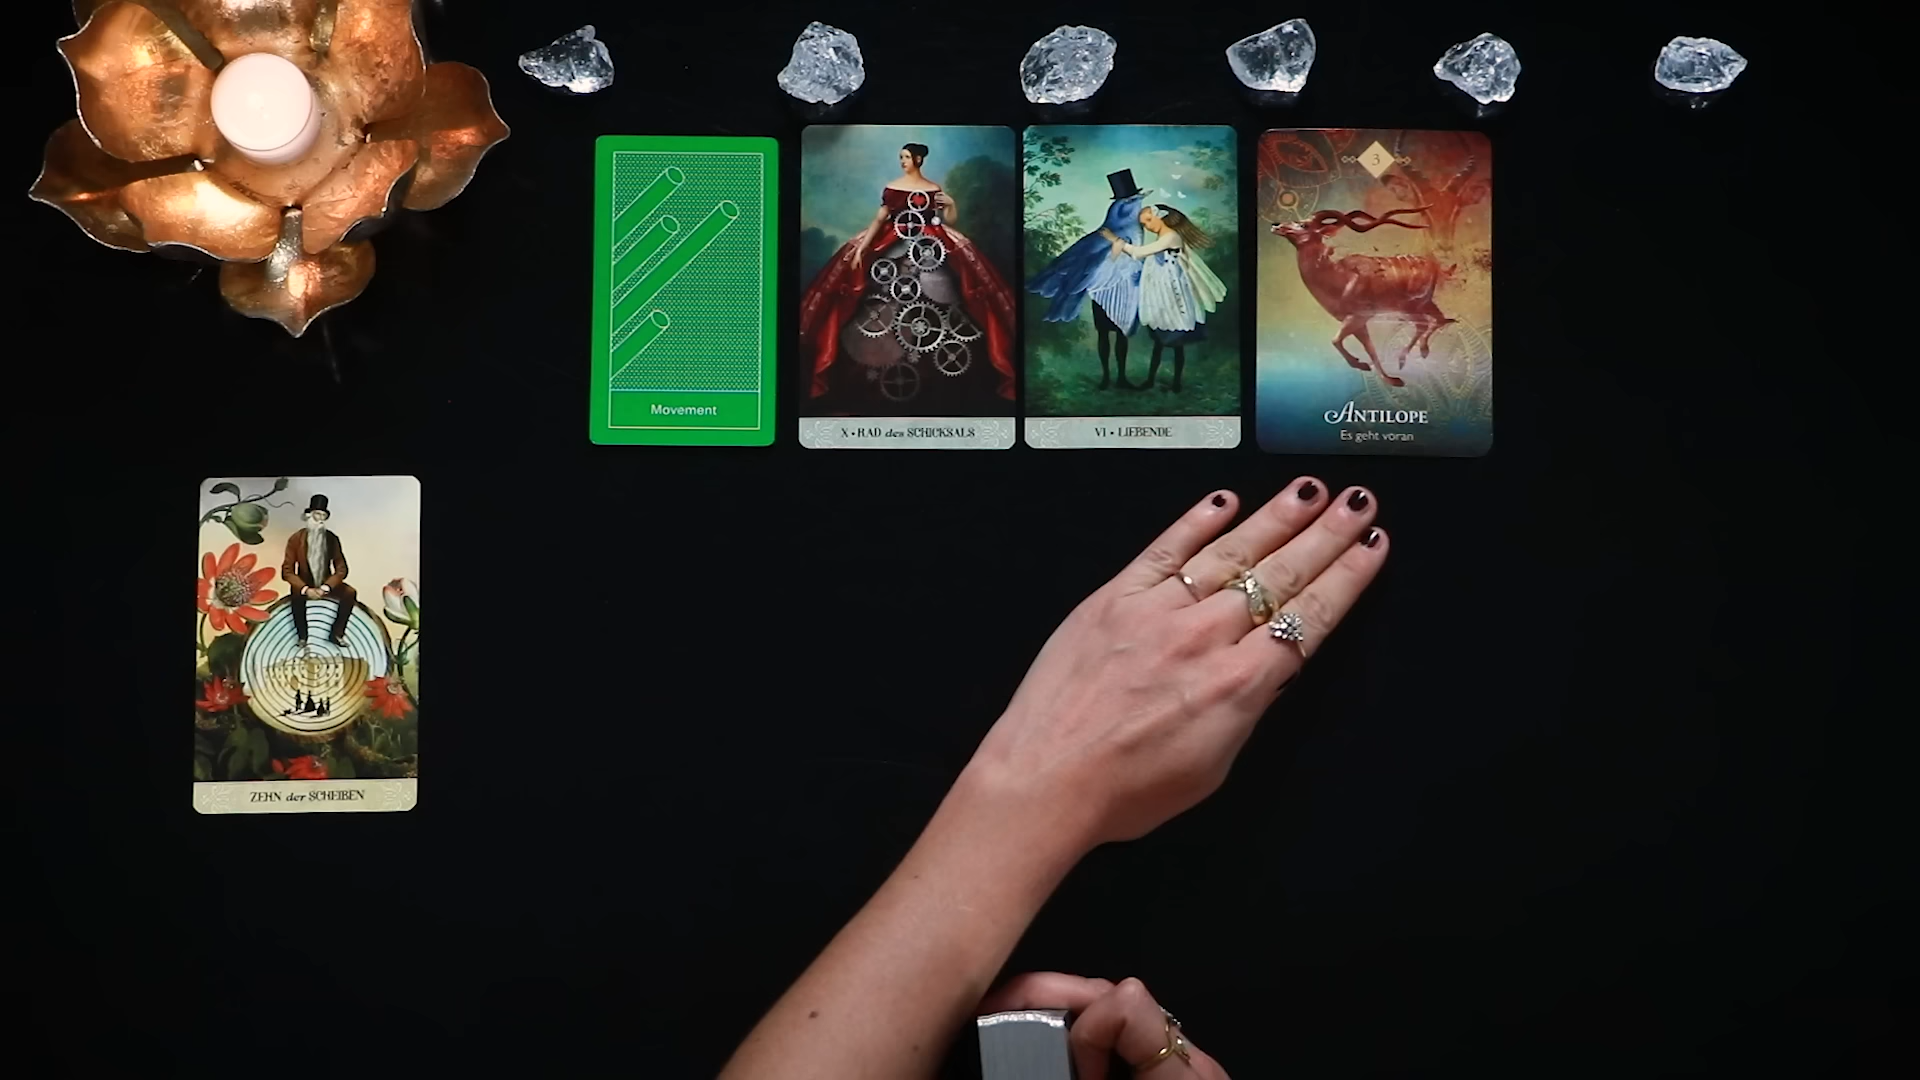 Movement
X • RAD des SCHICKSALS
VI • LIEBENDE
3
ANTILOPE
Es geht voran
ZEHN der SCHEIBEN